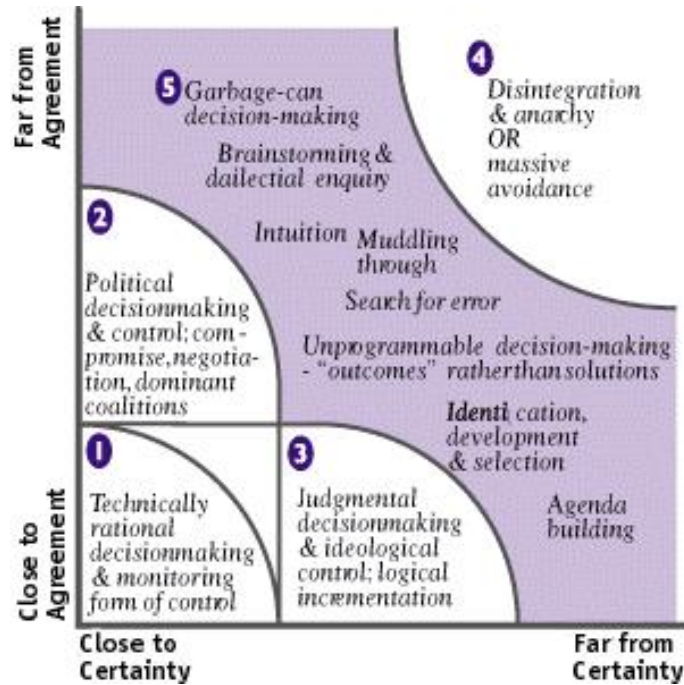 Far from
Agreement
5 Garbage-can
decision-making
Brainstorming &
dailectial enquiry
Intuition
Muddling
through
Search for error
Unprogrammable decision-making
- "outcomes" rather than solutions
Identi, cation,
development
& selection
Agenda
building
4
Disintegration
& anarchy
OR
massive
avoidance
2
Political
decisionmaking
& control; com-
promise, negotia-
tion, dominant
coalitions
Close to
Agreement
1
Technically
rational
decisionmaking
& monitoring
form of control
3
Judgmental
decisionmaking
& ideological
control; logical
incrementation
Close to
Certainty
Far from
Certainty